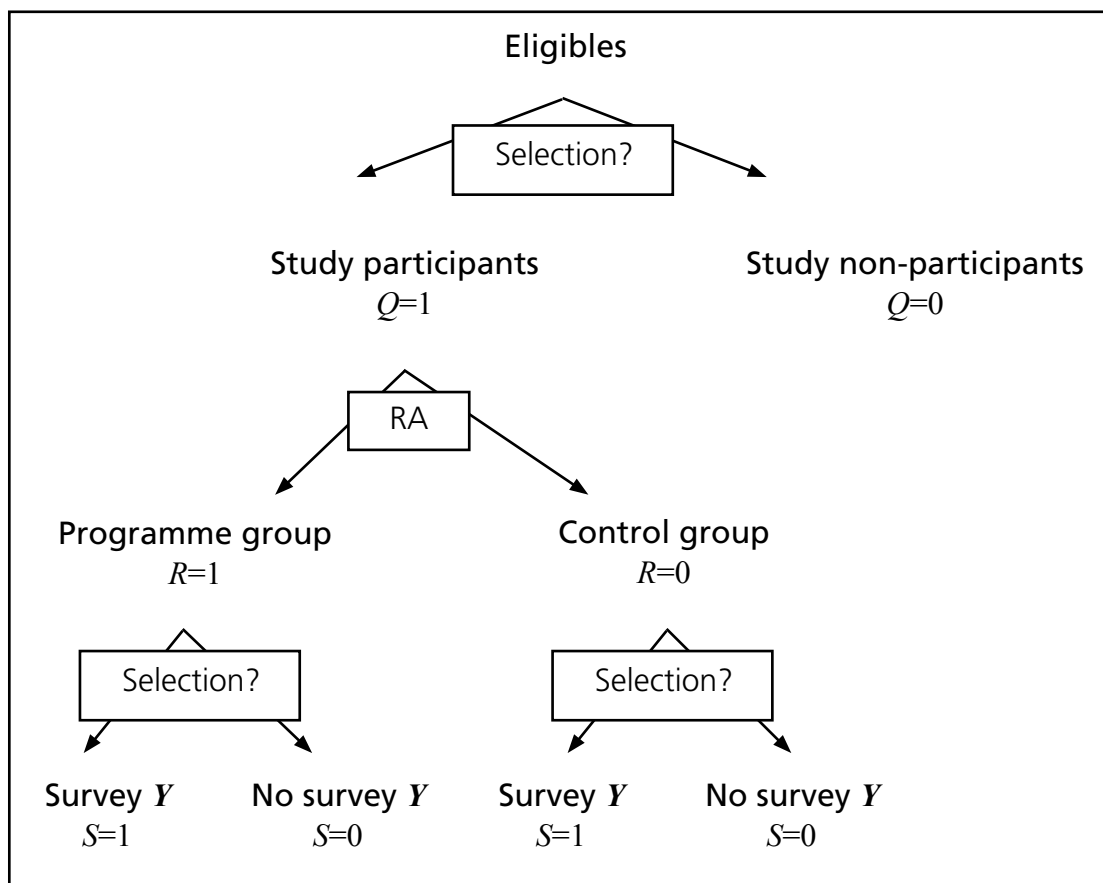 Eligibles
Selection?
Study participants
Q=1
Study non-participants
Q=0
RA
Programme group
R=1
Control group
R=0
Selection?
Selection?
Survey Y
S=1
No survey Y
S=0
Survey Y
S=1
No survey Y
S=0